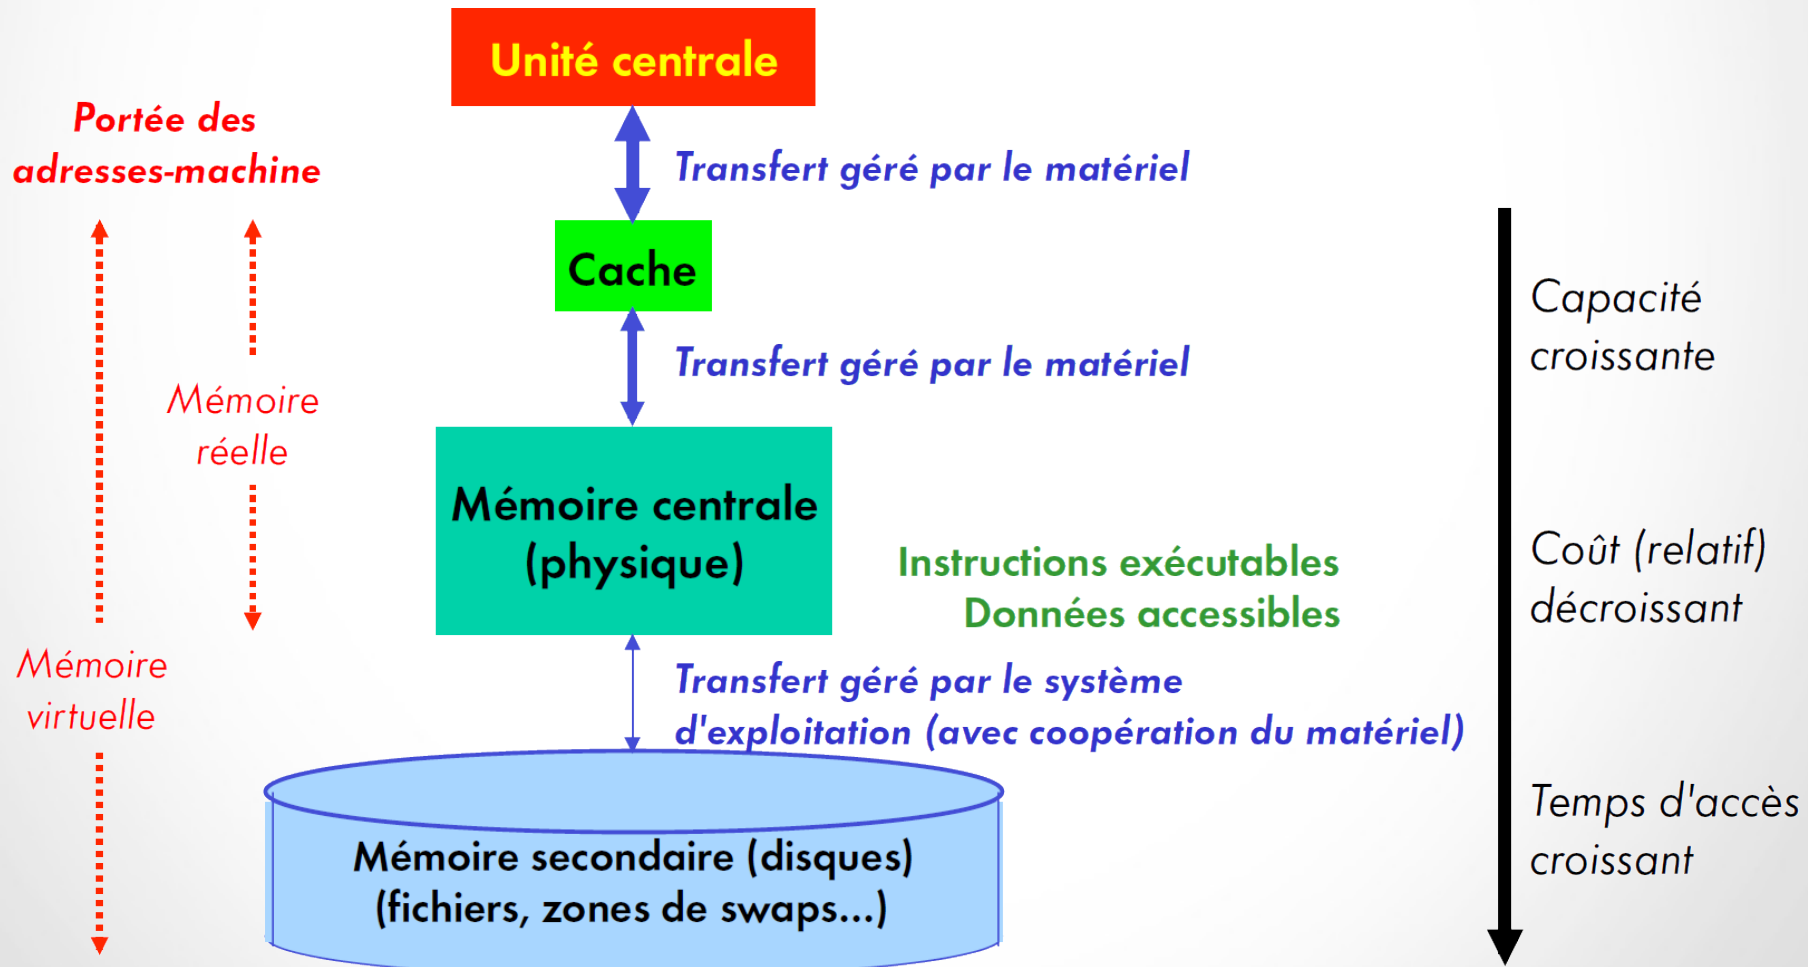 Unité centrale
Portée des
adresses-machine
Transfert géré par le matériel
Cache
Capacité
croissante
Transfert géré par le matériel
Mémoire
réelle
Mémoire centrale
(physique)
Instructions exécutables
Données accessibles
Coût (relatif)
décroissant
Mémoire
virtuelle
Transfert géré par le système
d'exploitation (avec coopération du matériel)
Temps d'accès
croissant
Mémoire secondaire (disques)
(fichiers, zones de swaps...)